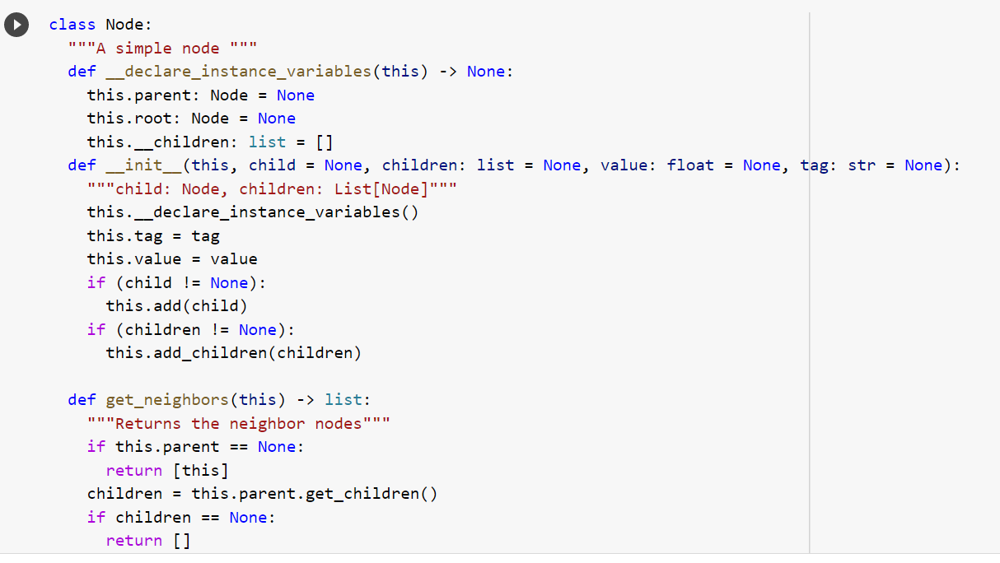 class Node:
  """A simple node """
  def __declare_instance_variables(this) -> None:
    this.parent: Node = None
    this.root: Node = None
    this.__children: list = []
  def __init__(this, child = None, children: list = None, value: float = None, tag: str = None):
    """child: Node, children: List[Node]"""
    this.__declare_instance_variables()
    this.tag = tag
    this.value = value
    if (child != None):
      this.add(child)
    if (children != None):
      this.add_children(children)

  def get_neighbors(this) -> list:
    """Returns the neighbor nodes"""
    if this.parent == None:
      return [this]
    children = this.parent.get_children()
    if children == None:
      return []